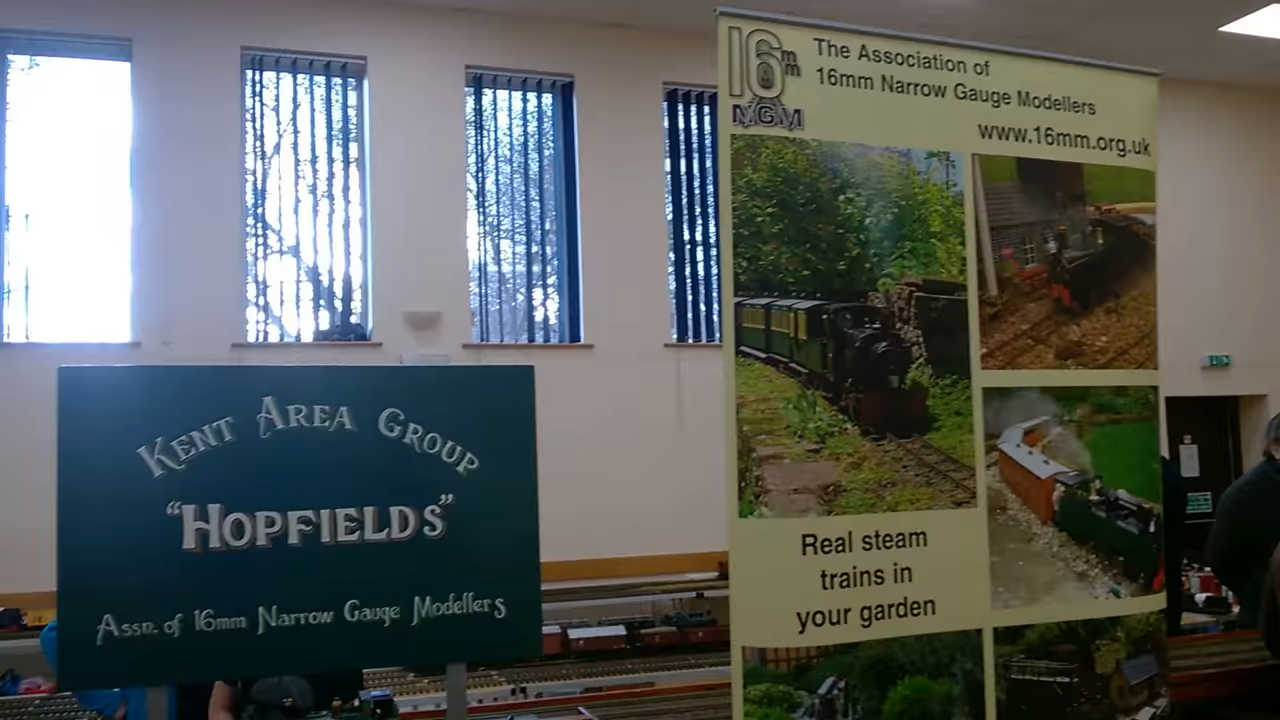 KENT AREA GROUP
"HOPFIELDS"
Assn. of 16mm Narrow Gauge Modellers
16mm
NGM
The Association of
16mm Narrow Gauge Modellers
www.16mm.org.uk
Real steam
trains in
your garden